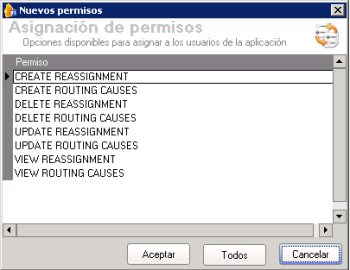 Nuevos permisos
Asignación de permisos
Opciones disponibles para asignar a los usuarios de la aplicación
Permiso
CREATE REASSIGNMENT
CREATE ROUTING CAUSES
DELETE REASSIGNMENT
DELETE ROUTING CAUSES
UPDATE REASSIGNMENT
UPDATE ROUTING CAUSES
VIEW REASSIGNMENT
VIEW ROUTING CAUSES
Aceptar Todos Cancelar